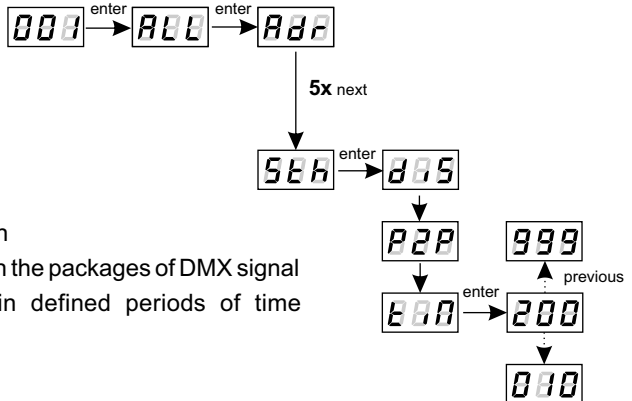 001 enter ALL enter Adr
5x next
Sth enter diS
n
P2P 999
n the packages of DMX signal
previous
in defined periods of time
tiM enter 200
010